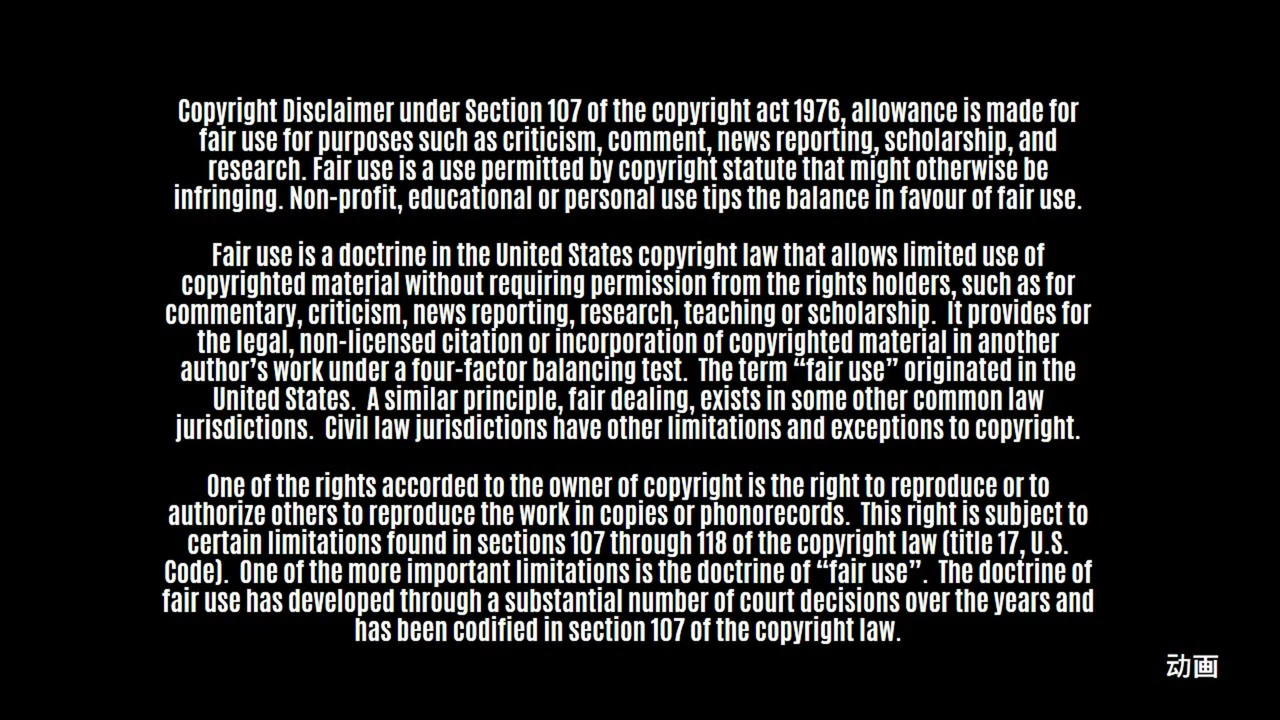 Copyright Disclaimer under Section 107 of the copyright act 1976, allowance is made for
fair use for purposes such as criticism, comment, news reporting, scholarship, and
research. Fair use is a use permitted by copyright statute that might otherwise be
infringing. Non-profit, educational or personal use tips the balance in favour of fair use.
Fair use is a doctrine in the United States copyright law that allows limited use of
copyrighted material without requiring permission from the rights holders, such as for
commentary, criticism, news reporting, research, teaching or scholarship.  It provides for
the legal, non-licensed citation or incorporation of copyrighted material in another
author’s work under a four-factor balancing test.  The term “fair use” originated in the
United States.  A similar principle, fair dealing, exists in some other common law
jurisdictions.  Civil law jurisdictions have other limitations and exceptions to copyright.
One of the rights accorded to the owner of copyright is the right to reproduce or to
authorize others to reproduce the work in copies or phonorecords.  This right is subject to
certain limitations found in sections 107 through 118 of the copyright law (title 17, U.S.
Code).  One of the more important limitations is the doctrine of “fair use”.  The doctrine of
fair use has developed through a substantial number of court decisions over the years and
has been codified in section 107 of the copyright law.
动画